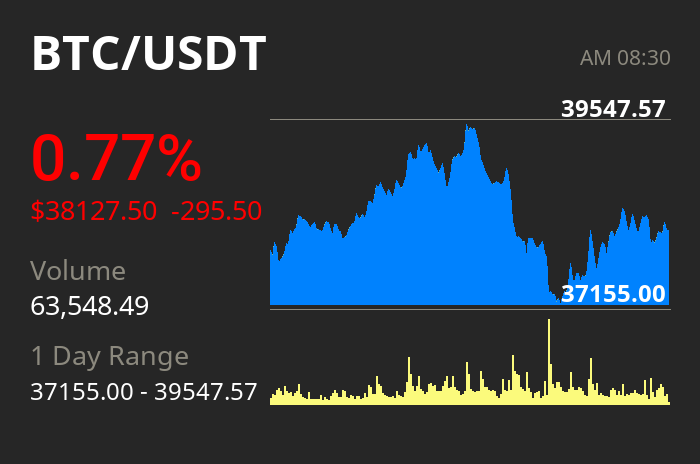 BTC/USDT
AM 08:30
39547.57
0.77%
$38127.50 -295.50
Volume
63,548.49
37155.00
1 Day Range
37155.00 - 39547.57